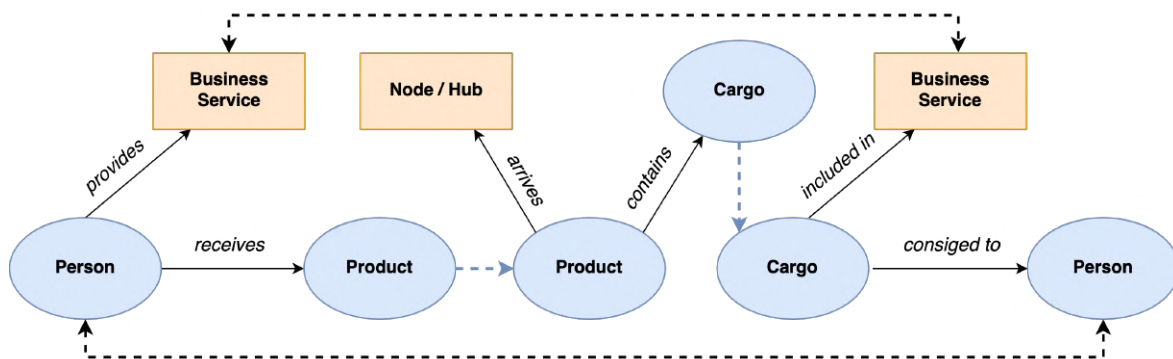 Business
Service
Node / Hub
Cargo
Business
Service
provides
arrives
contains
included in
Person
receives
Product
Product
Cargo
consiged to
Person